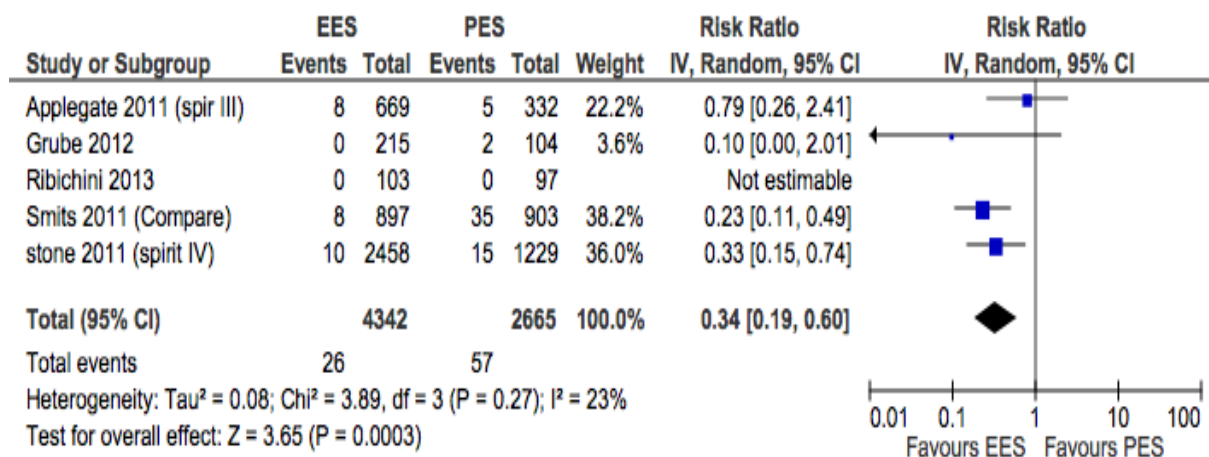 EES PES Risk Ratio Risk Ratio
Study or Subgroup Events Total Events Total Weight IV, Random, 95% CI IV, Random, 95% CI
Applegate 2011 (spir III) 8 669 5 332 22.2% 0.79 [0.26, 2.41]
Grube 2012 0 215 2 104 3.6% 0.10 [0.00, 2.01]
Ribichini 2013 0 103 0 97 Not estimable
Smits 2011 (Compare) 8 897 35 903 38.2% 0.23 [0.11, 0.49]
stone 2011 (spirit IV) 10 2458 15 1229 36.0% 0.33 [0.15, 0.74]
Total (95% CI) 4342 2665 100.0% 0.34 [0.19, 0.60]
Total events 26 57
Heterogeneity: Tau² = 0.08; Chi² = 3.89, df = 3 (P = 0.27); I² = 23%
Test for overall effect: Z = 3.65 (P = 0.0003)
0.01 0.1 1 10 100
Favours EES Favours PES